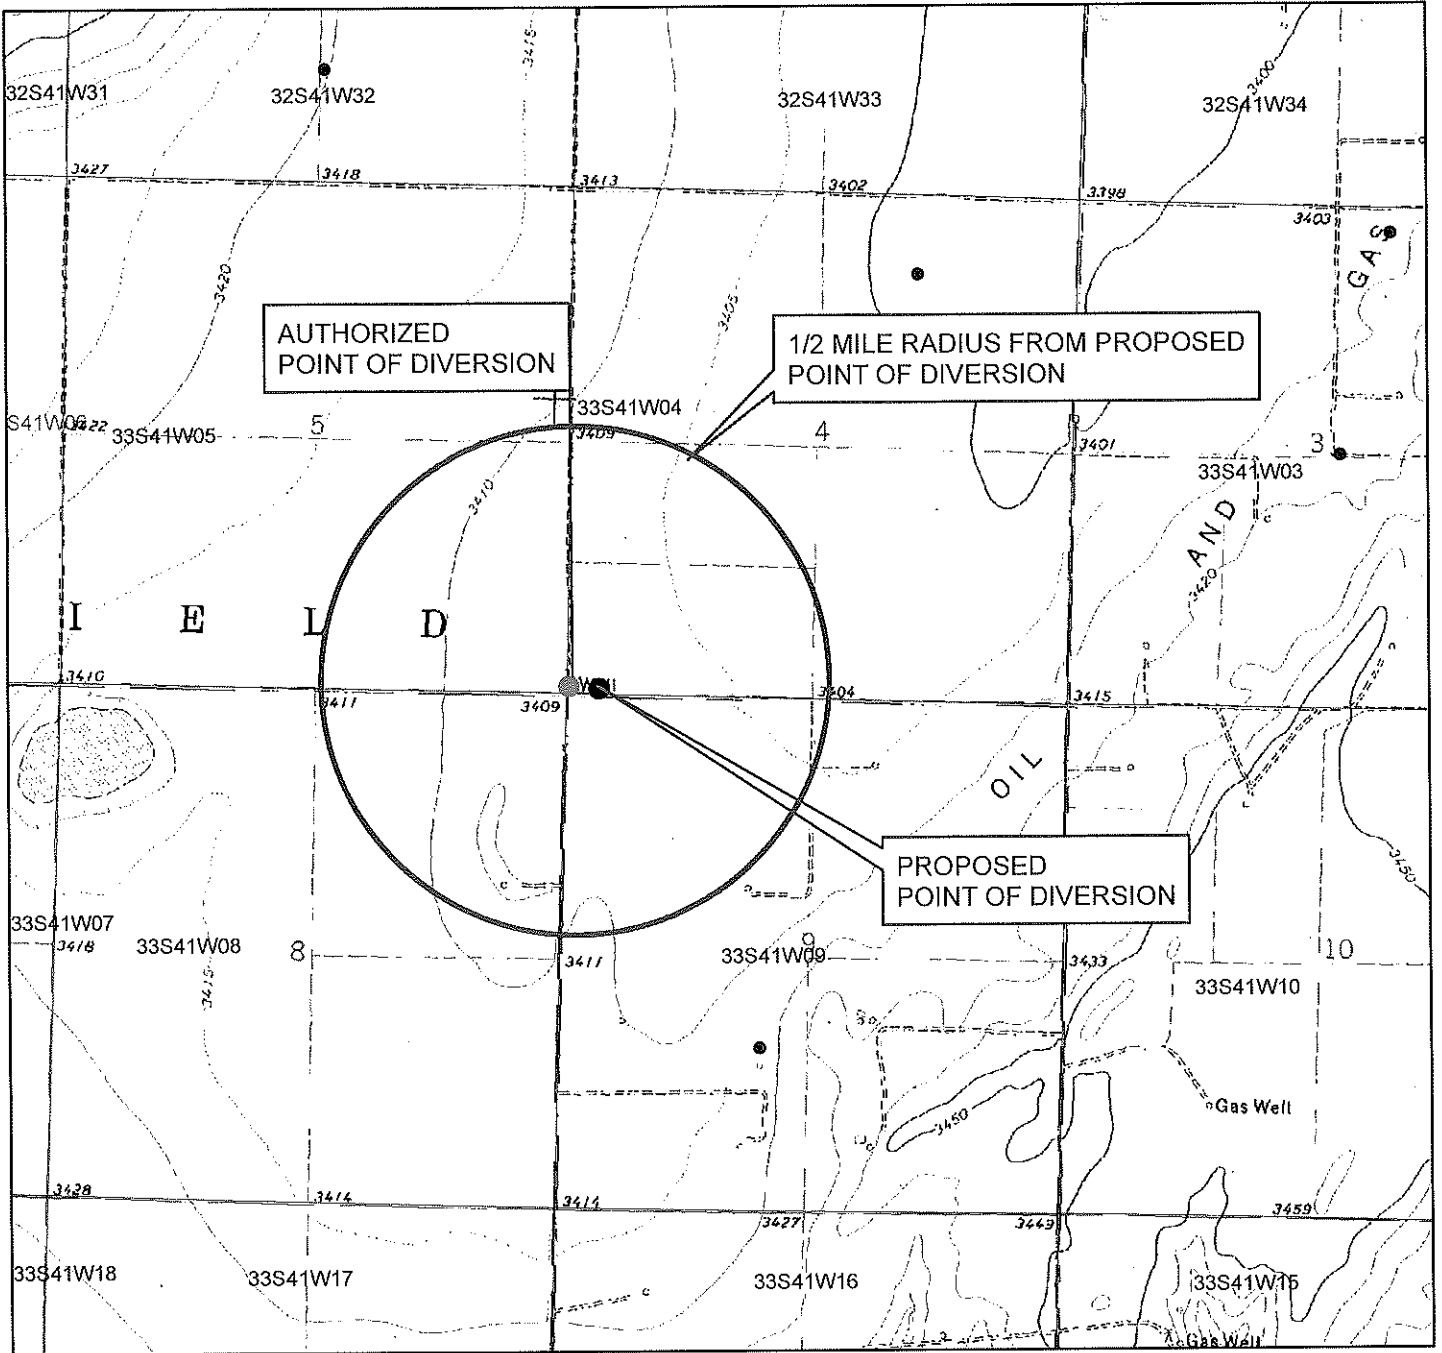 3415
3400
32S41W31
32S41W32
32S41W33
32S41W34
3427
3418
3413
3402
3398
3403
GAS
3420
3405
AUTHORIZED
POINT OF DIVERSION
1/2 MILE RADIUS FROM PROPOSED
POINT OF DIVERSION
33S41W04
3422
33S41W05
5
3409
4
3401
3
33S41W03
3410
AND
3420
I E L D
3410
3411
3409
3404
3415
OIL
PROPOSED
POINT OF DIVERSION
3450
33S41W07
3418
33S41W08
8
3411
33S41W09
9
3433
10
33S41W10
3415
Gas Well
3450
3428
3414
3414
3427
3449
3459
33S41W18
33S41W17
33S41W16
33S41W15
Gas Well